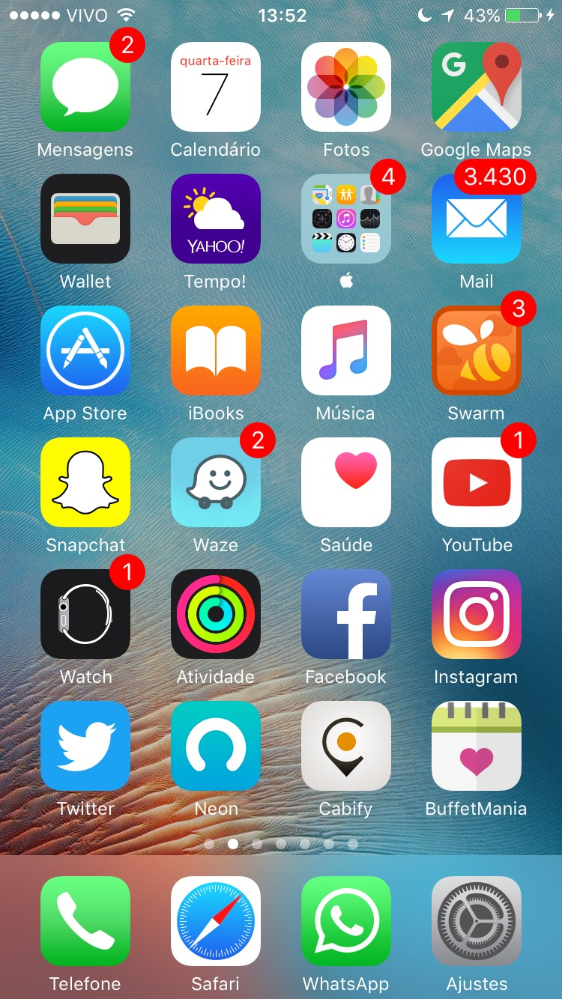 VIVO 13:52 43%
2
quarta-feira
7
G
Mensagens Calendário Fotos Google Maps
4 3.430
YAHOO!
Wallet Tempo! Mail
3
App Store iBooks Música Swarm
2 1
Snapchat Waze Saúde YouTube
1
Watch Atividade Facebook Instagram
Twitter Neon Cabify BuffetMania
Telefone Safari WhatsApp Ajustes